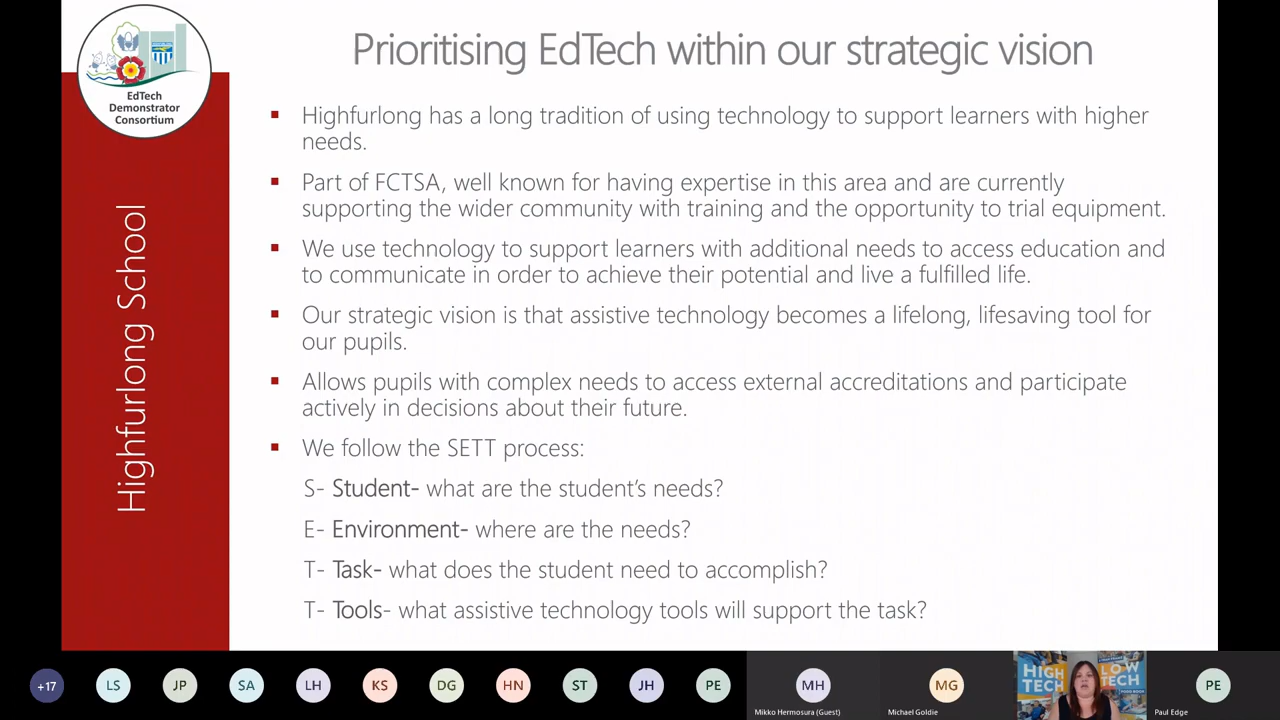 EdTech
Demonstrator
Consortium
Highfurlong School
Prioritising EdTech within our strategic vision
Highfurlong has a long tradition of using technology to support learners with higher
needs.
Part of FCTSA, well known for having expertise in this area and are currently
supporting the wider community with training and the opportunity to trial equipment.
We use technology to support learners with additional needs to access education and
to communicate in order to achieve their potential and live a fulfilled life.
Our strategic vision is that assistive technology becomes a lifelong, lifesaving tool for
our pupils.
Allows pupils with complex needs to access external accreditations and participate
actively in decisions about their future.
We follow the SETT process:
S- Student- what are the student's needs?
E- Environment- where are the needs?
T- Task- what does the student need to accomplish?
T- Tools- what assistive technology tools will support the task?
+17
LS
JP
SA
LH
KS
DG
HN
ST
JH
PE
MH
Mikko Hermosura (Guest)
MG
Michael Goldie
HIGH
TECH
LOW
TECH
PE
Paul Edge